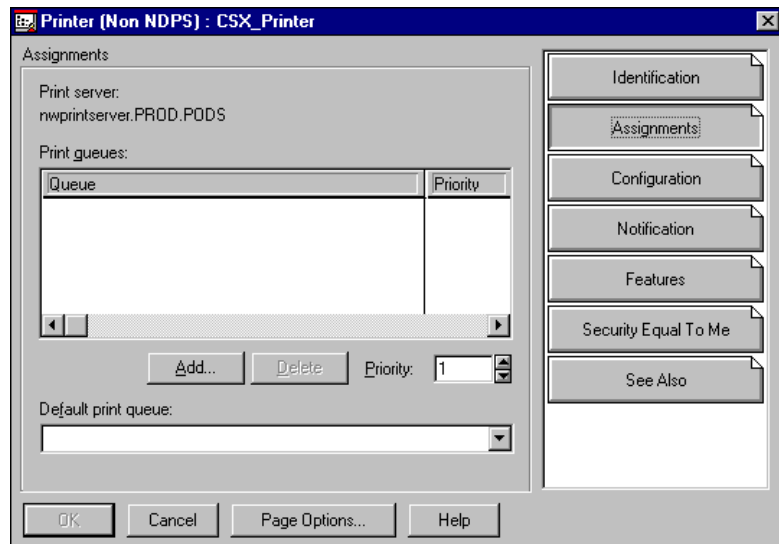 Printer (Non NDPS) : CSX_Printer
Assignments
Print server:
nwprintserver.PROD.PODS
Print queues:
Queue Priority
Add... Delete Priority: 1
Default print queue:
OK Cancel Page Options... Help
Identification
Assignments
Configuration
Notification
Features
Security Equal To Me
See Also